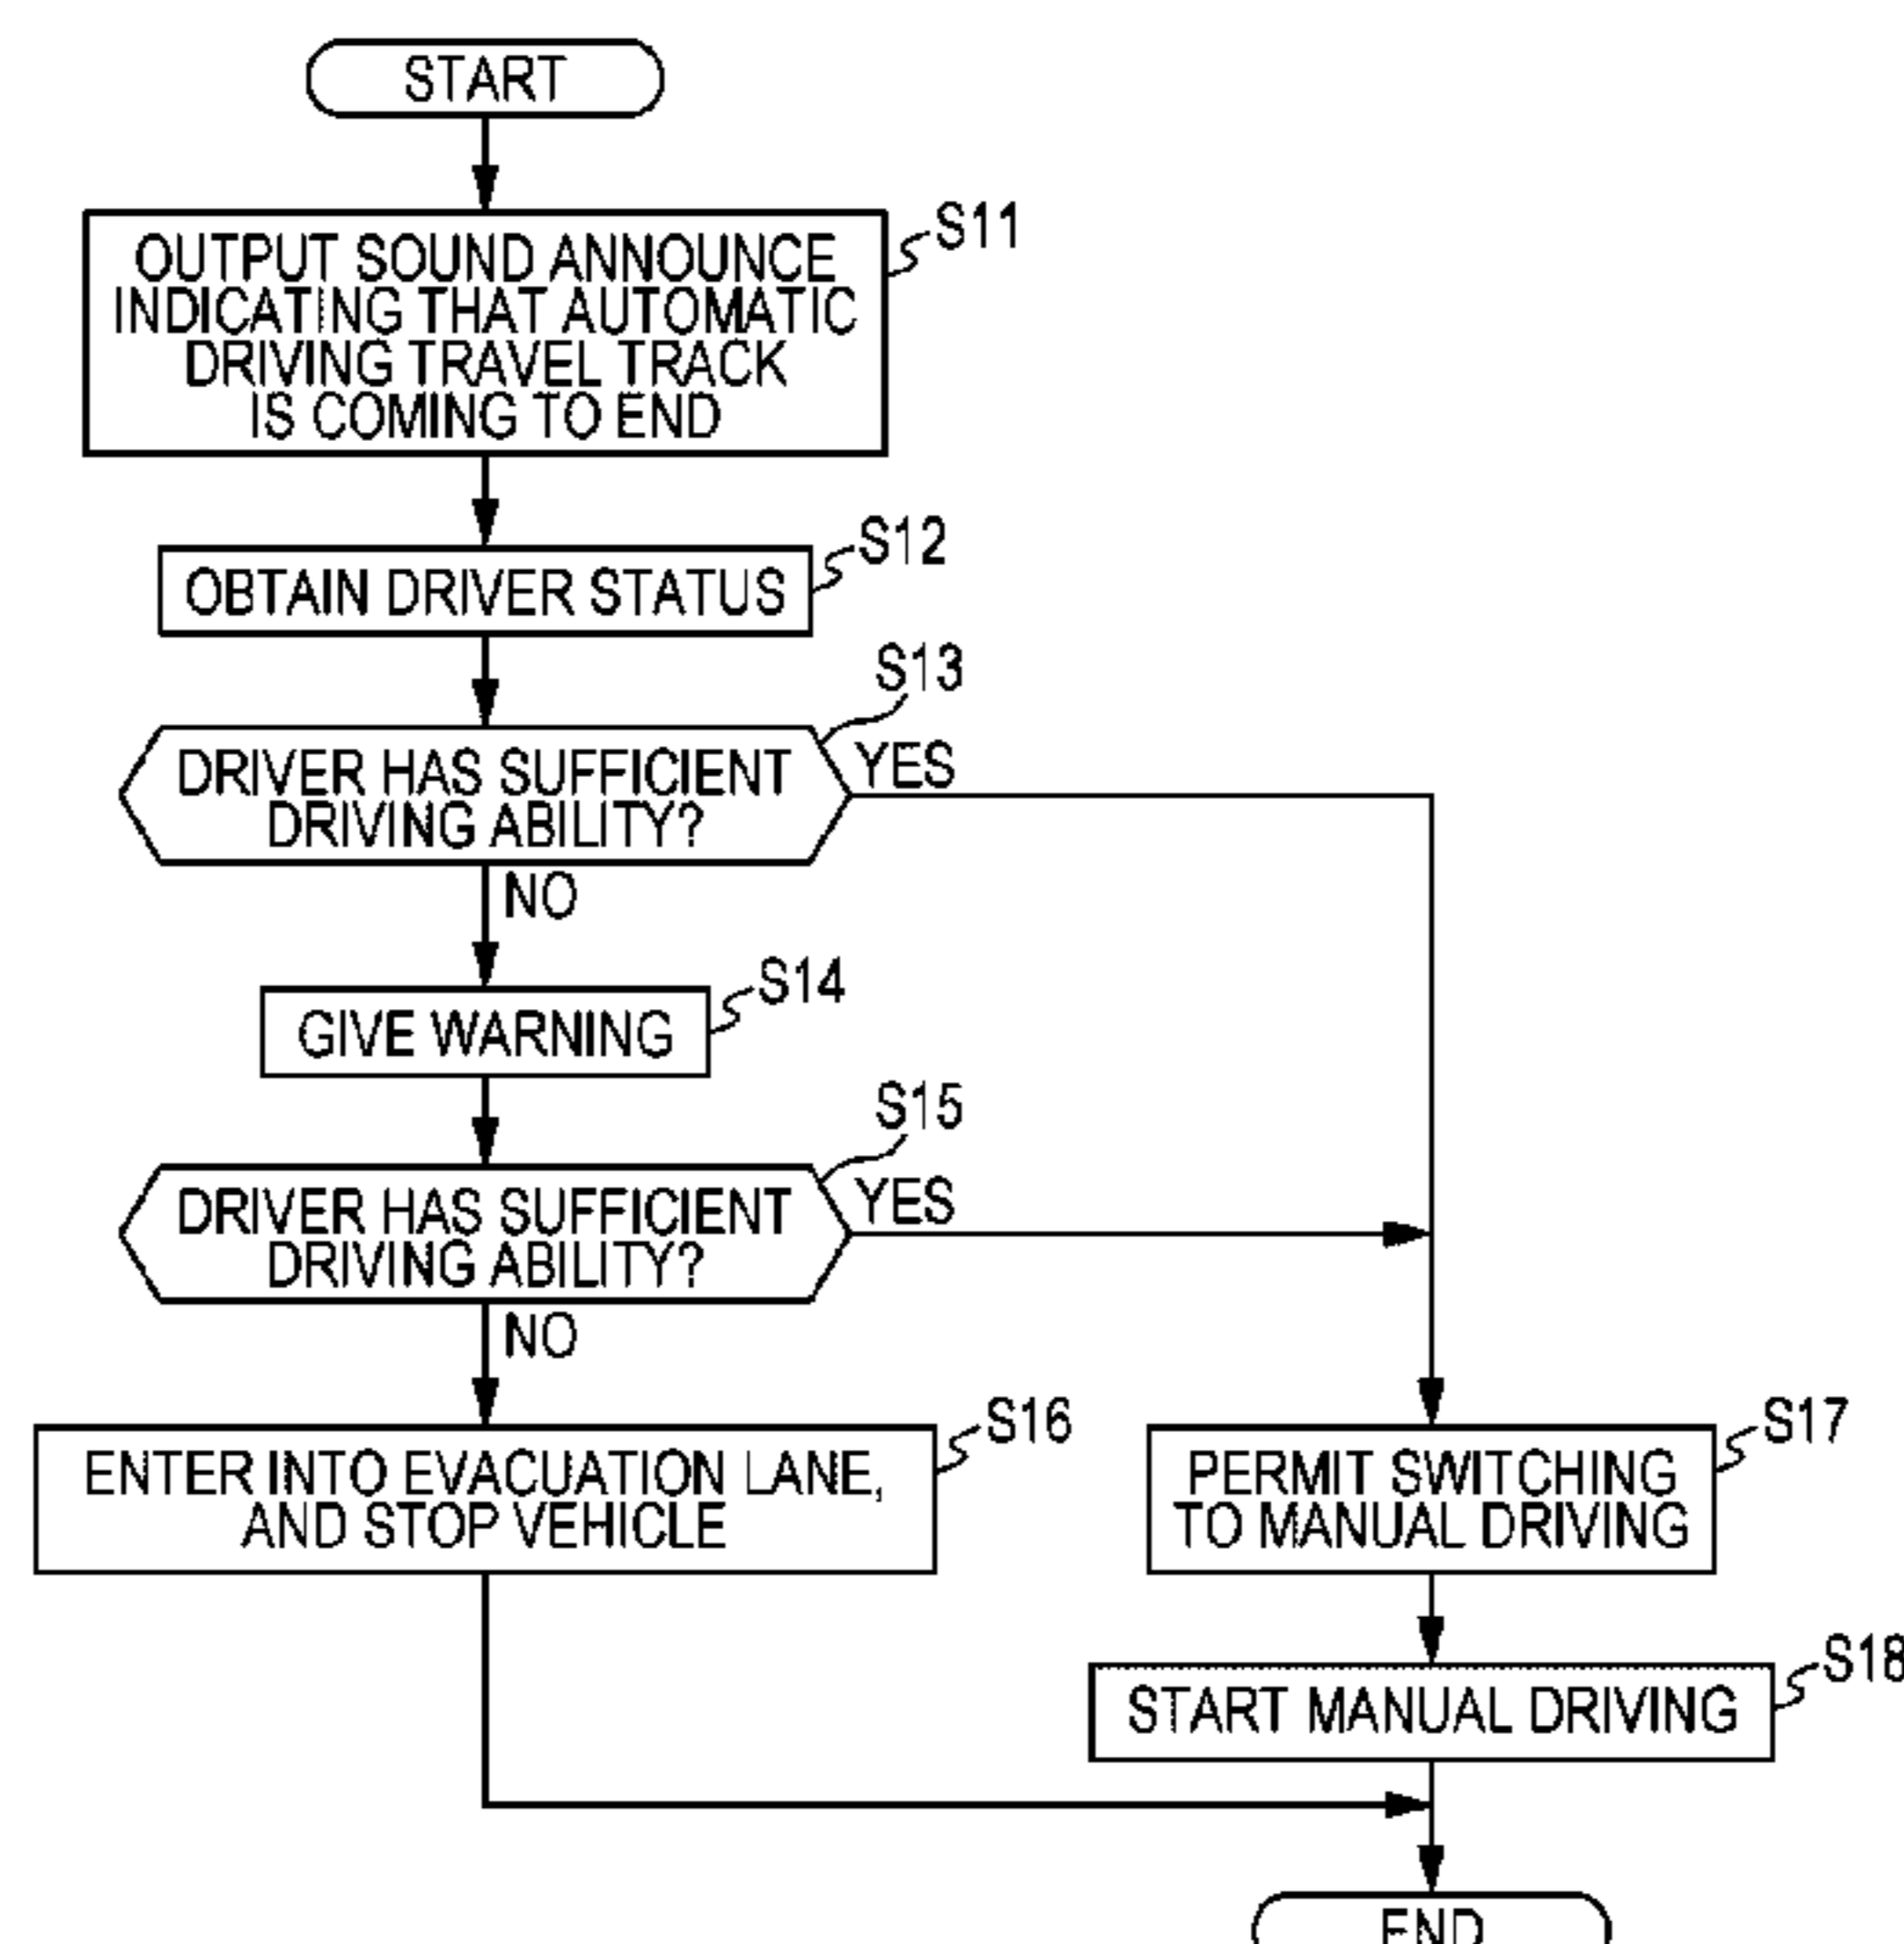 START
OUTPUT SOUND ANNOUNCE
INDICATING THAT AUTOMATIC
DRIVING TRAVEL TRACK
IS COMING TO END
S11
OBTAIN DRIVER STATUS
S12
S13
DRIVER HAS SUFFICIENT
DRIVING ABILITY?
YES
NO
GIVE WARNING
S14
S15
DRIVER HAS SUFFICIENT
DRIVING ABILITY?
YES
NO
ENTER INTO EVACUATION LANE,
AND STOP VEHICLE
S16
PERMIT SWITCHING
TO MANUAL DRIVING
S17
START MANUAL DRIVING
S18
END